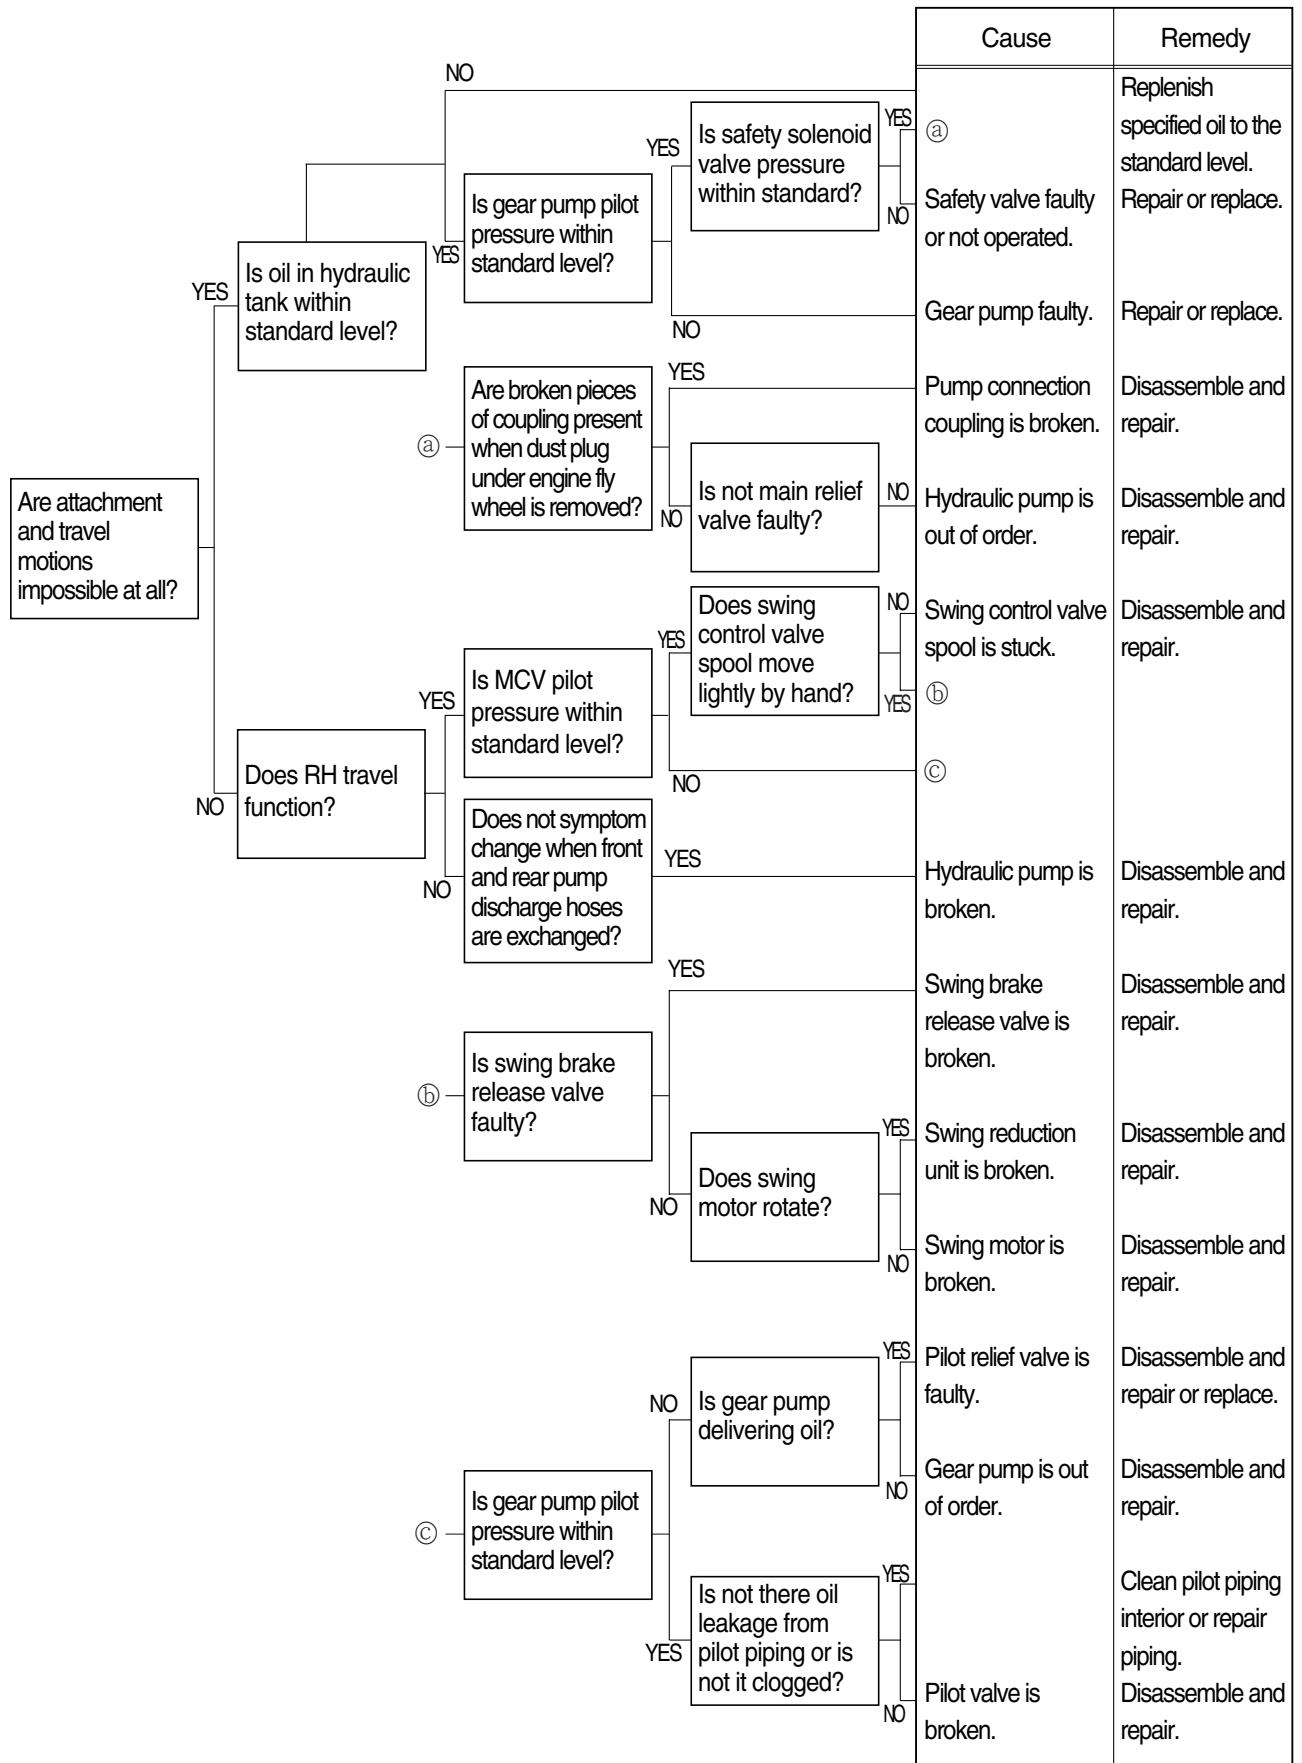 Cause
Remedy
NO
Replenish
specified oil to the
standard level.
YES
Is safety solenoid
valve pressure
within standard?
YES
ⓐ
NO
Safety valve faulty
or not operated.
Repair or replace.
Is gear pump pilot
pressure within
standard level?
YES
YES
Is oil in hydraulic
tank within
standard level?
NO
Gear pump faulty.
Repair or replace.
ⓐ
Are broken pieces
of coupling present
when dust plug
under engine fly
wheel is removed?
YES
Pump connection
coupling is broken.
Disassemble and
repair.
NO
Is not main relief
valve faulty?
NO
Hydraulic pump is
out of order.
Disassemble and
repair.
Are attachment
and travel
motions
impossible at all?
Does swing
control valve
spool move
lightly by hand?
NO
Swing control valve
spool is stuck.
Disassemble and
repair.
YES
YES
ⓑ
YES
Is MCV pilot
pressure within
standard level?
NO
ⓒ
NO
Does RH travel
function?
NO
Does not symptom
change when front
and rear pump
discharge hoses
are exchanged?
YES
Hydraulic pump is
broken.
Disassemble and
repair.
YES
Swing brake
release valve is
broken.
Disassemble and
repair.
ⓑ
Is swing brake
release valve
faulty?
NO
Does swing
motor rotate?
YES
Swing reduction
unit is broken.
Disassemble and
repair.
NO
Swing motor is
broken.
Disassemble and
repair.
NO
Is gear pump
delivering oil?
YES
Pilot relief valve is
faulty.
Disassemble and
repair or replace.
NO
Gear pump is out
of order.
Disassemble and
repair.
ⓒ
Is gear pump pilot
pressure within
standard level?
YES
Is not there oil
leakage from
pilot piping or is
not it clogged?
YES
Clean pilot piping
interior or repair
piping.
NO
Pilot valve is
broken.
Disassemble and
repair.